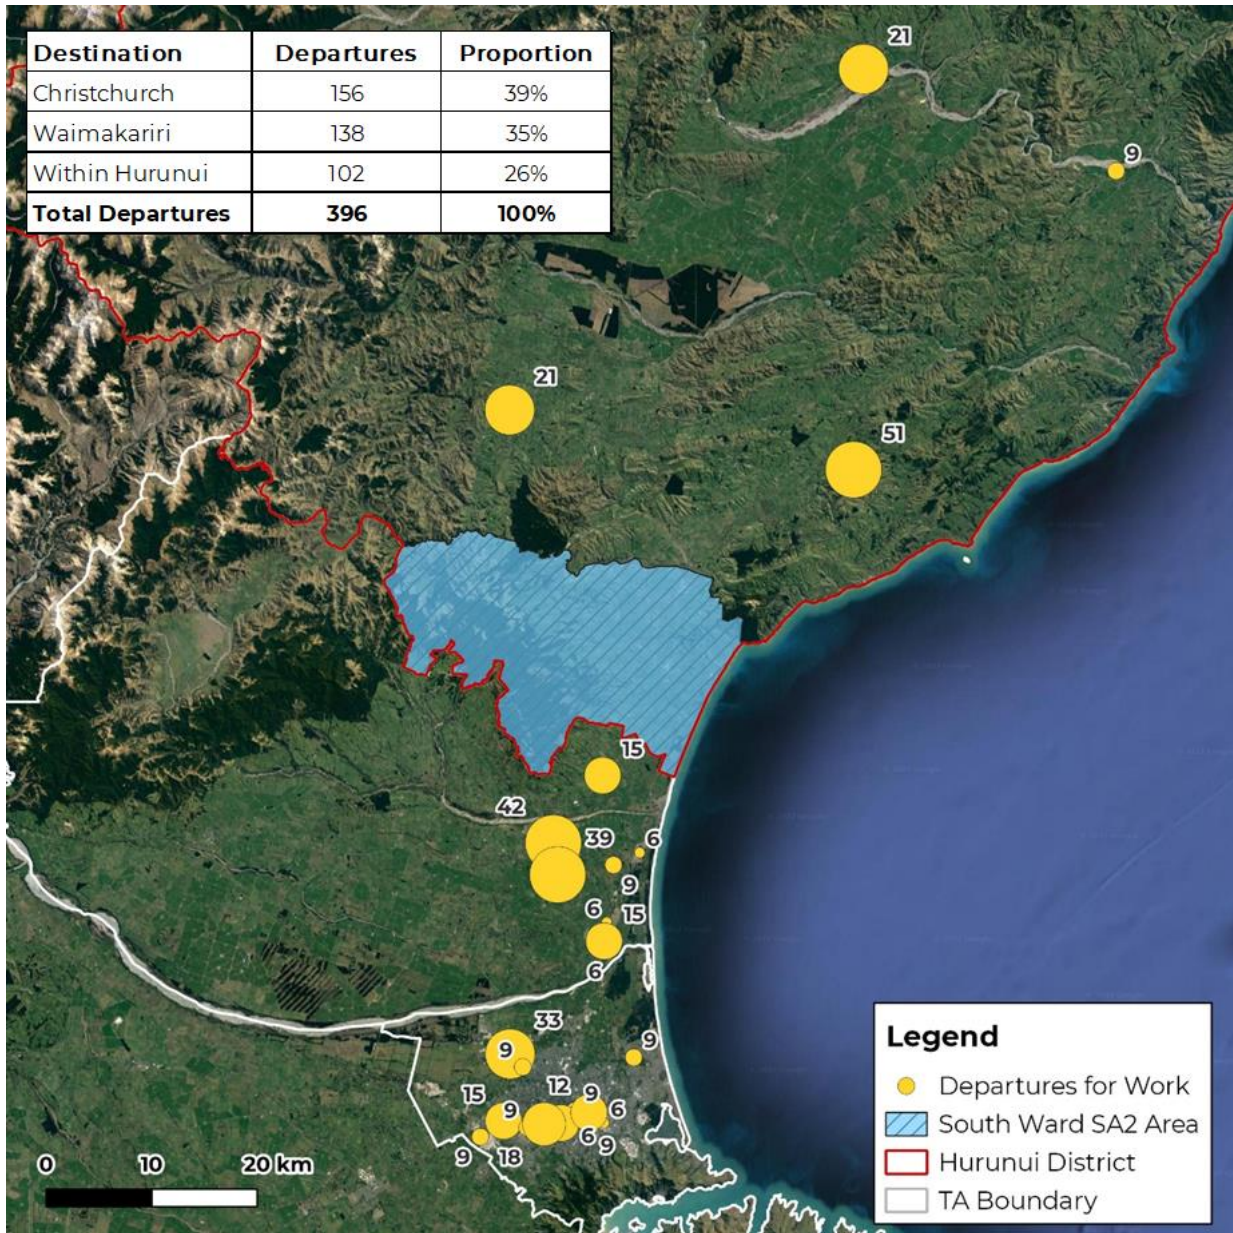 Destination Departures Proportion
Christchurch 156 39%
Waimakariri 138 35%
Within Hurunui 102 26%
Total Departures 396 100%
21
9
21
51
15
42
39
6
9
6
15
6
33
9
9
15
9
12
9
6
9
18
6
9
Legend
Departures for Work
South Ward SA2 Area
Hurunui District
TA Boundary
0 10 20 km